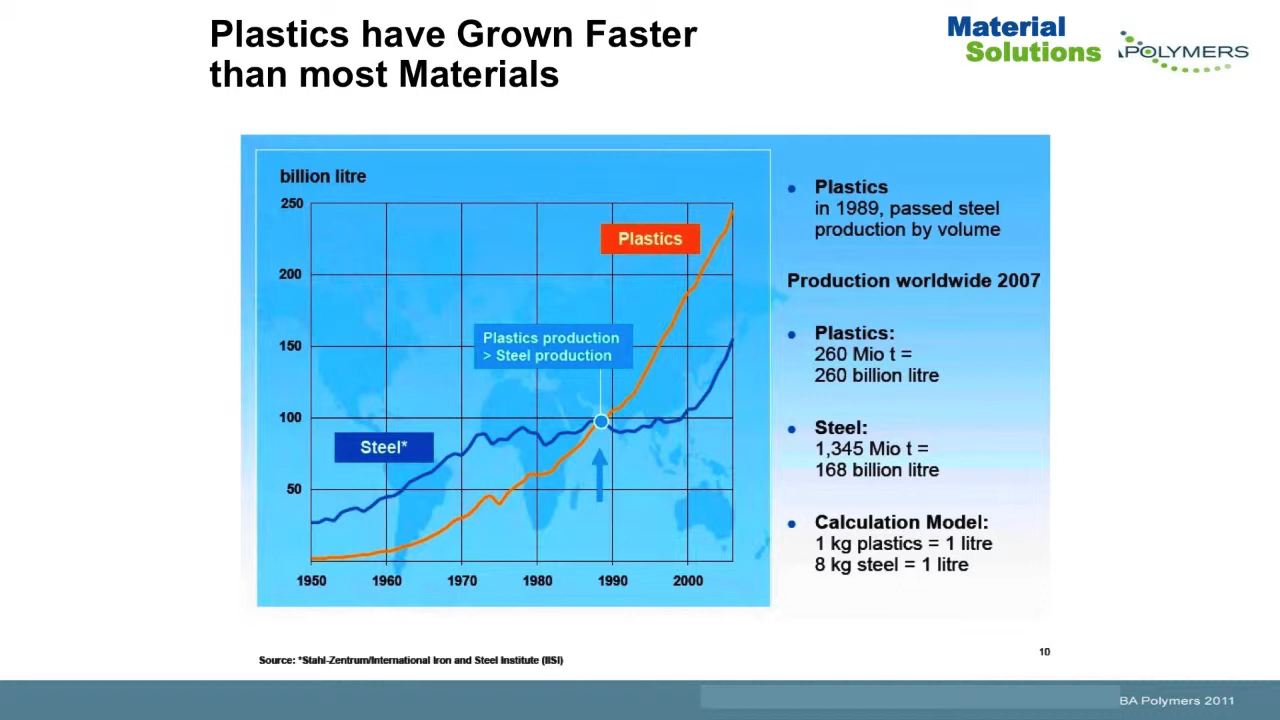 Plastics have Grown Faster
than most Materials
Material
Solutions
POLYMERS
billion litre
250
200
150
100
50
Plastics
Plastics production
> Steel production
Steel*
1950 1960 1970 1980 1990 2000
• Plastics
in 1989, passed steel
production by volume
Production worldwide 2007
• Plastics:
260 Mio t =
260 billion litre
• Steel:
1,345 Mio t =
168 billion litre
• Calculation Model:
1 kg plastics = 1 litre
8 kg steel = 1 litre
Source: *Stahl-Zentrum/International Iron and Steel Institute (IISI)
10
BA Polymers 2011